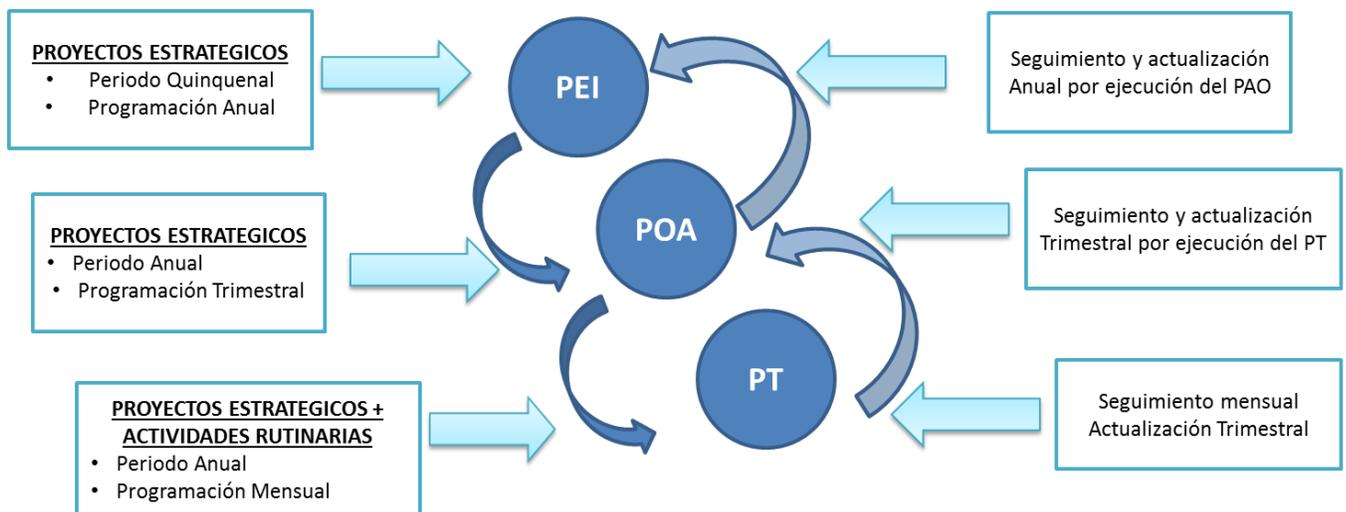 PROYECTOS ESTRATEGICOS
• Periodo Quinquenal
• Programación Anual
PEI
Seguimiento y actualización
Anual por ejecución del PAO
PROYECTOS ESTRATEGICOS
• Periodo Anual
• Programación Trimestral
POA
Seguimiento y actualización
Trimestral por ejecución del PT
PROYECTOS ESTRATEGICOS +
ACTIVIDADES RUTINARIAS
• Periodo Anual
• Programación Mensual
PT
Seguimiento mensual
Actualización Trimestral